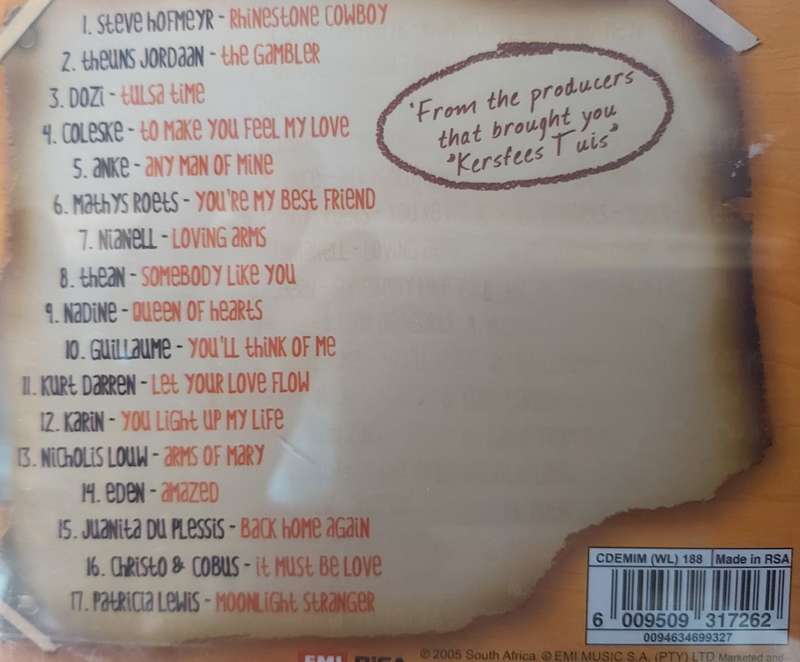 1. Steve Hofmeyr - Rhinestone Cowboy
2. Theuns Jordaan - The Gambler
3. Dozi - Tulsa Time
4. Coleske - To Make You Feel My Love
5. Anke - Any Man Of Mine
6. Mathys Roets - You're My Best Friend
7. Nianell - Loving Arms
8. Thean - Somebody Like You
9. Nadine - Queen Of Hearts
10. Guillaume - You'll Think Of Me
11. Kurt Darren - Let Your Love Flow
12. Karin - You Light Up My Life
13. Nicholis Louw - Arms Of Mary
14. Eden - Amazed
15. Juanita Du Plessis - Back Home Again
16. Christo & Cobus - It Must Be Love
17. Patricia Lewis - Moonlight Stranger
"From the producers
that brought you
"Kersfees Tuis"
CDEMIM (WL) 188 Made in RSA
6 009509 317262
0094634699327
EMI
© 2005 South Africa. ℗ EMI MUSIC S.A. (PTY) LTD Marketed and